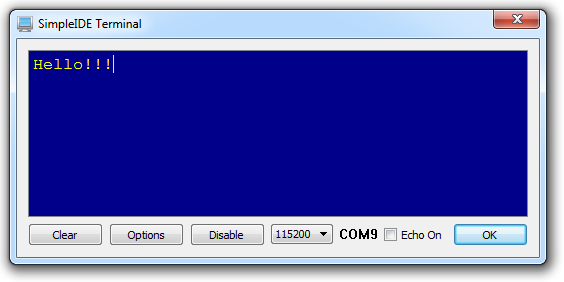 SimpleIDE Terminal
Hello!!!
Clear Options Disable 115200 COM9 Echo On OK